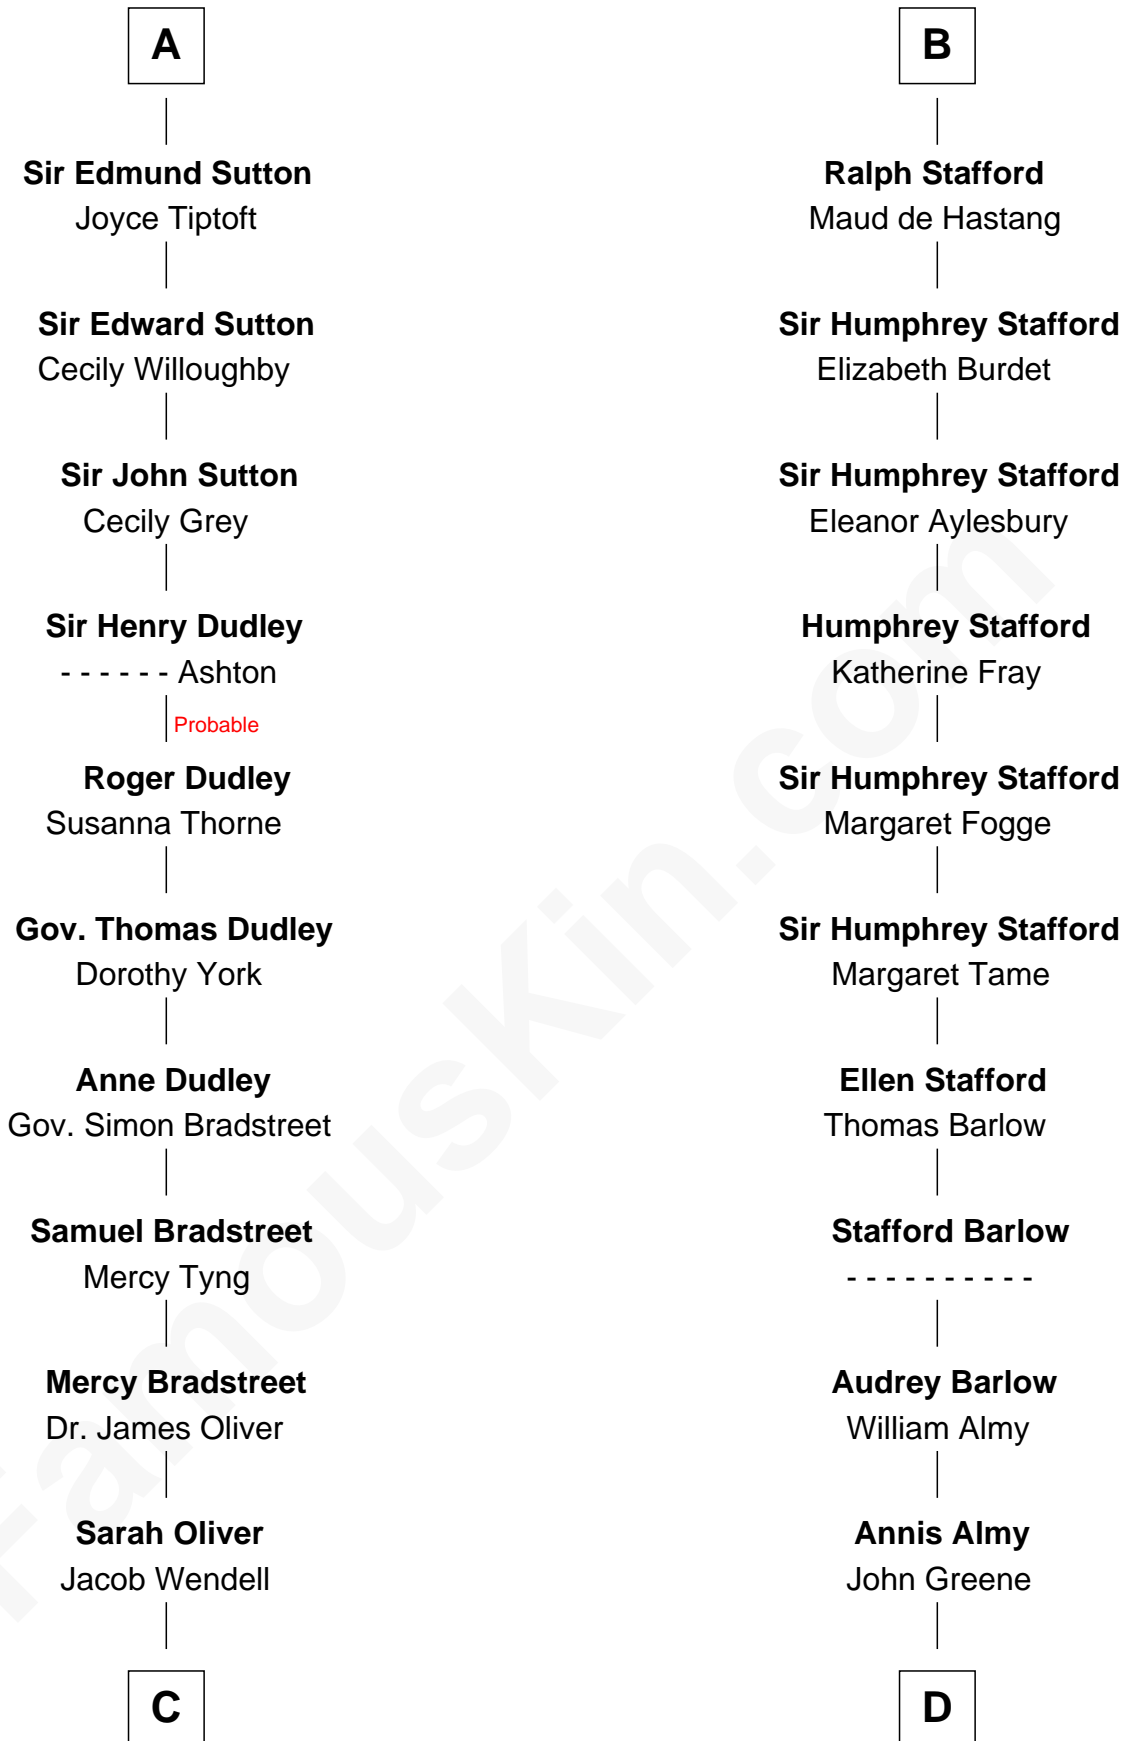 A
Sir Edmund Sutton
Joyce Tiptoft
Sir Edward Sutton
Cecily Willoughby
Sir John Sutton
Cecily Grey
Sir Henry Dudley
- - - - - - Ashton
Probable
Roger Dudley
Susanna Thorne
Gov. Thomas Dudley
Dorothy York
Anne Dudley
Gov. Simon Bradstreet
Samuel Bradstreet
Mercy Tyng
Mercy Bradstreet
Dr. James Oliver
Sarah Oliver
Jacob Wendell
C
B
Ralph Stafford
Maud de Hastang
Sir Humphrey Stafford
Elizabeth Burdet
Sir Humphrey Stafford
Eleanor Aylesbury
Humphrey Stafford
Katherine Fray
Sir Humphrey Stafford
Margaret Fogge
Sir Humphrey Stafford
Margaret Tame
Ellen Stafford
Thomas Barlow
Stafford Barlow
- - - - - - - - - -
Audrey Barlow
William Almy
Annis Almy
John Greene
D
FamousKin.com